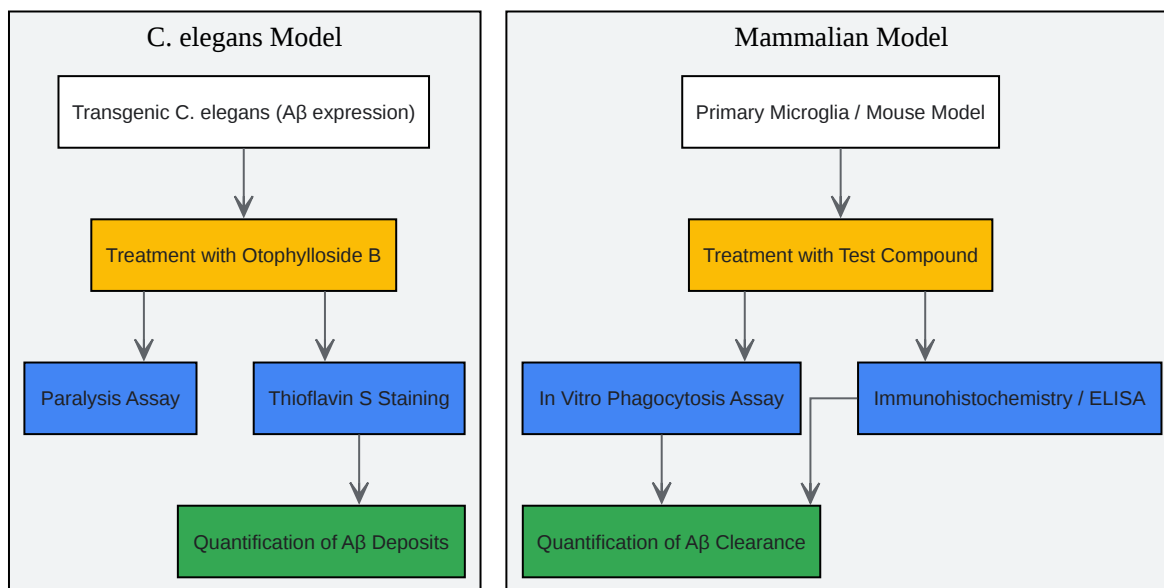 C. elegans Model
Transgenic C. elegans (Aβ expression)
Treatment with Otophylloside B
Paralysis Assay
Thioflavin S Staining
Quantification of Aβ Deposits
Mammalian Model
Primary Microglia / Mouse Model
Treatment with Test Compound
In Vitro Phagocytosis Assay
Immunohistochemistry / ELISA
Quantification of Aβ Clearance